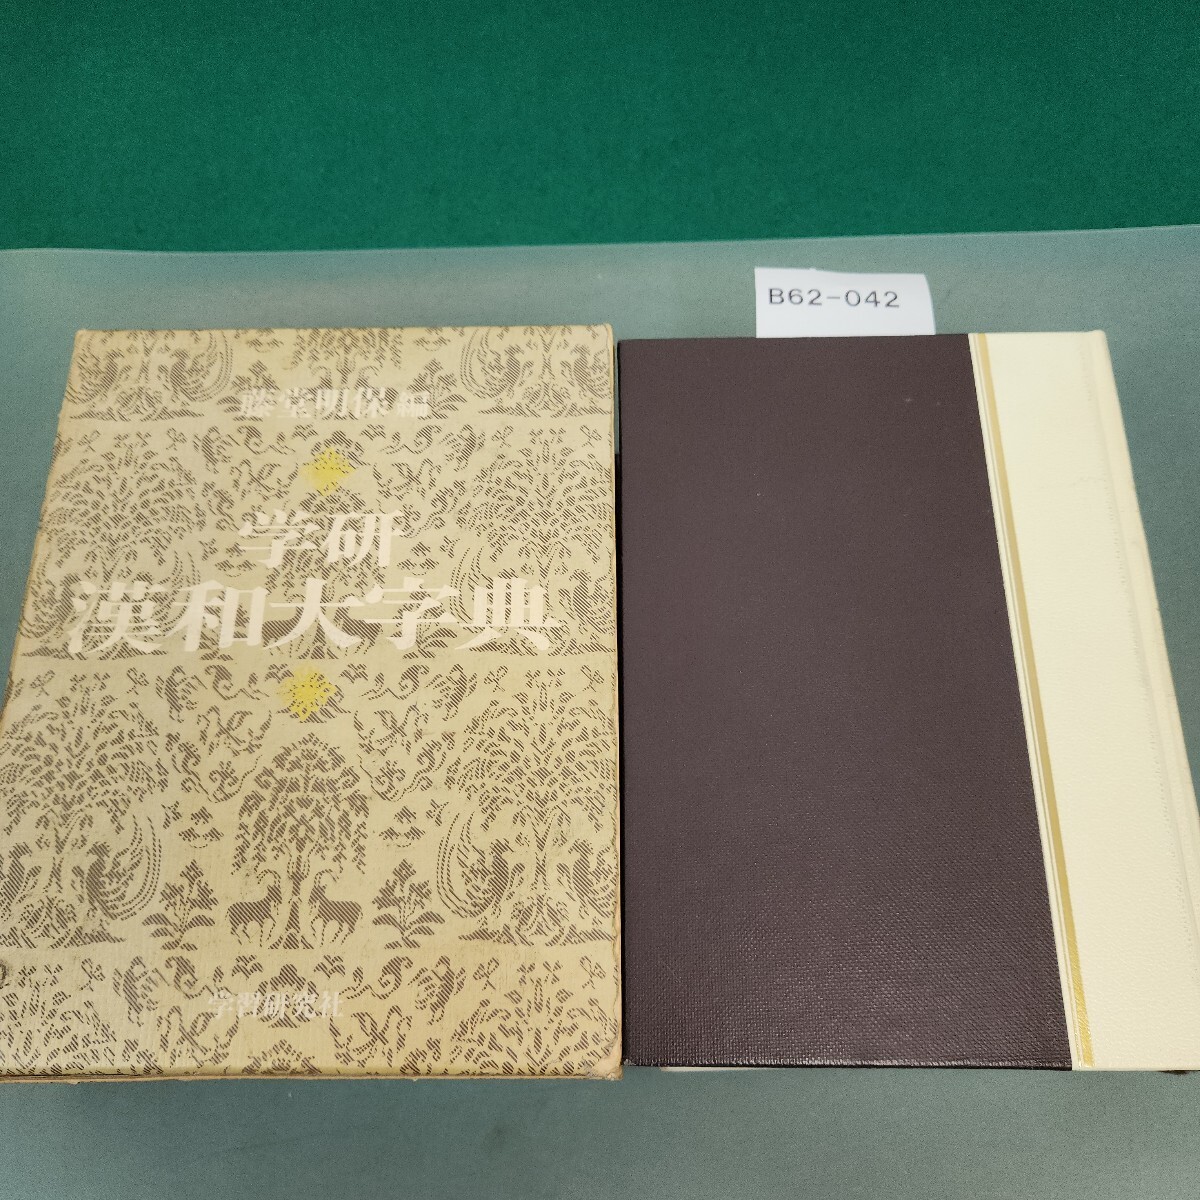 B62-042
藤堂明保 編
学研
漢和大字典
学習研究社